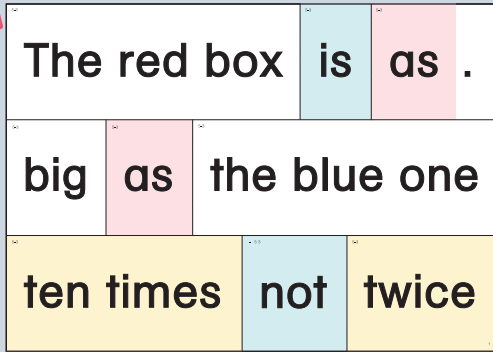 The red box is as .
big as the blue one
ten times not twice